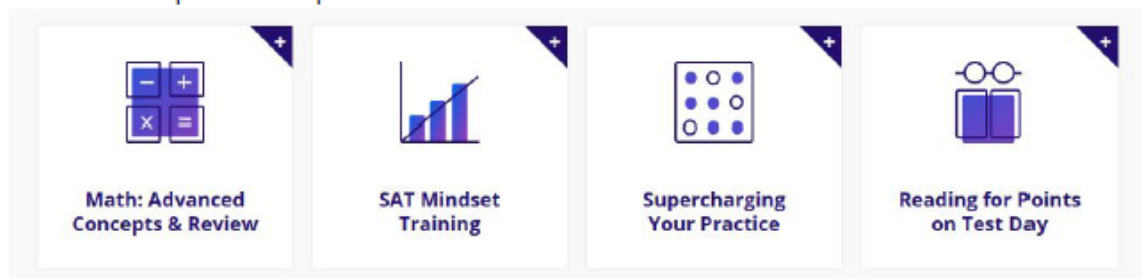 +
+
+
+
- +
x =
Math: Advanced
Concepts & Review
SAT Mindset
Training
Supercharging
Your Practice
Reading for Points
on Test Day